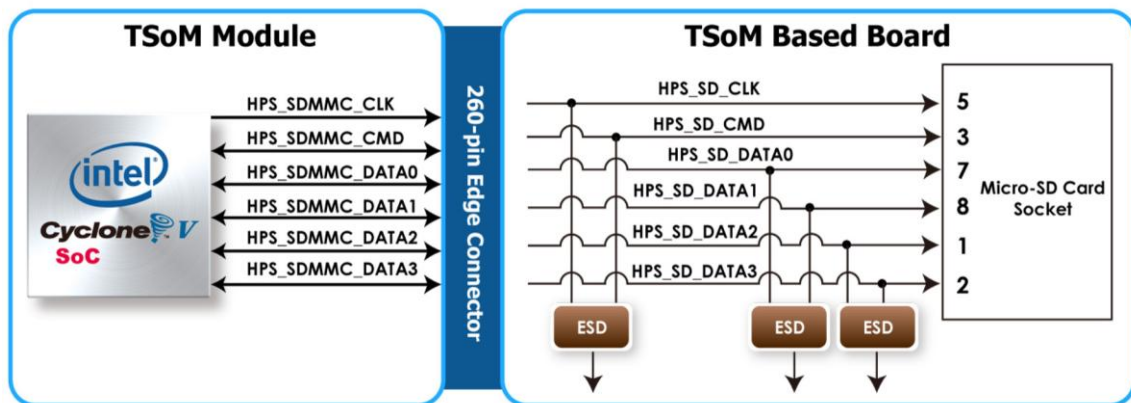 TSoM Module
HPS_SDMMC_CLK
HPS_SDMMC_CMD
HPS_SDMMC_DATA0
HPS_SDMMC_DATA1
HPS_SDMMC_DATA2
HPS_SDMMC_DATA3
intel
Cyclone V
SoC
260-pin Edge Connector
TSoM Based Board
HPS_SD_CLK
HPS_SD_CMD
HPS_SD_DATA0
HPS_SD_DATA1
HPS_SD_DATA2
HPS_SD_DATA3
5
3
7
8
1
2
Micro-SD Card
Socket
ESD
ESD
ESD